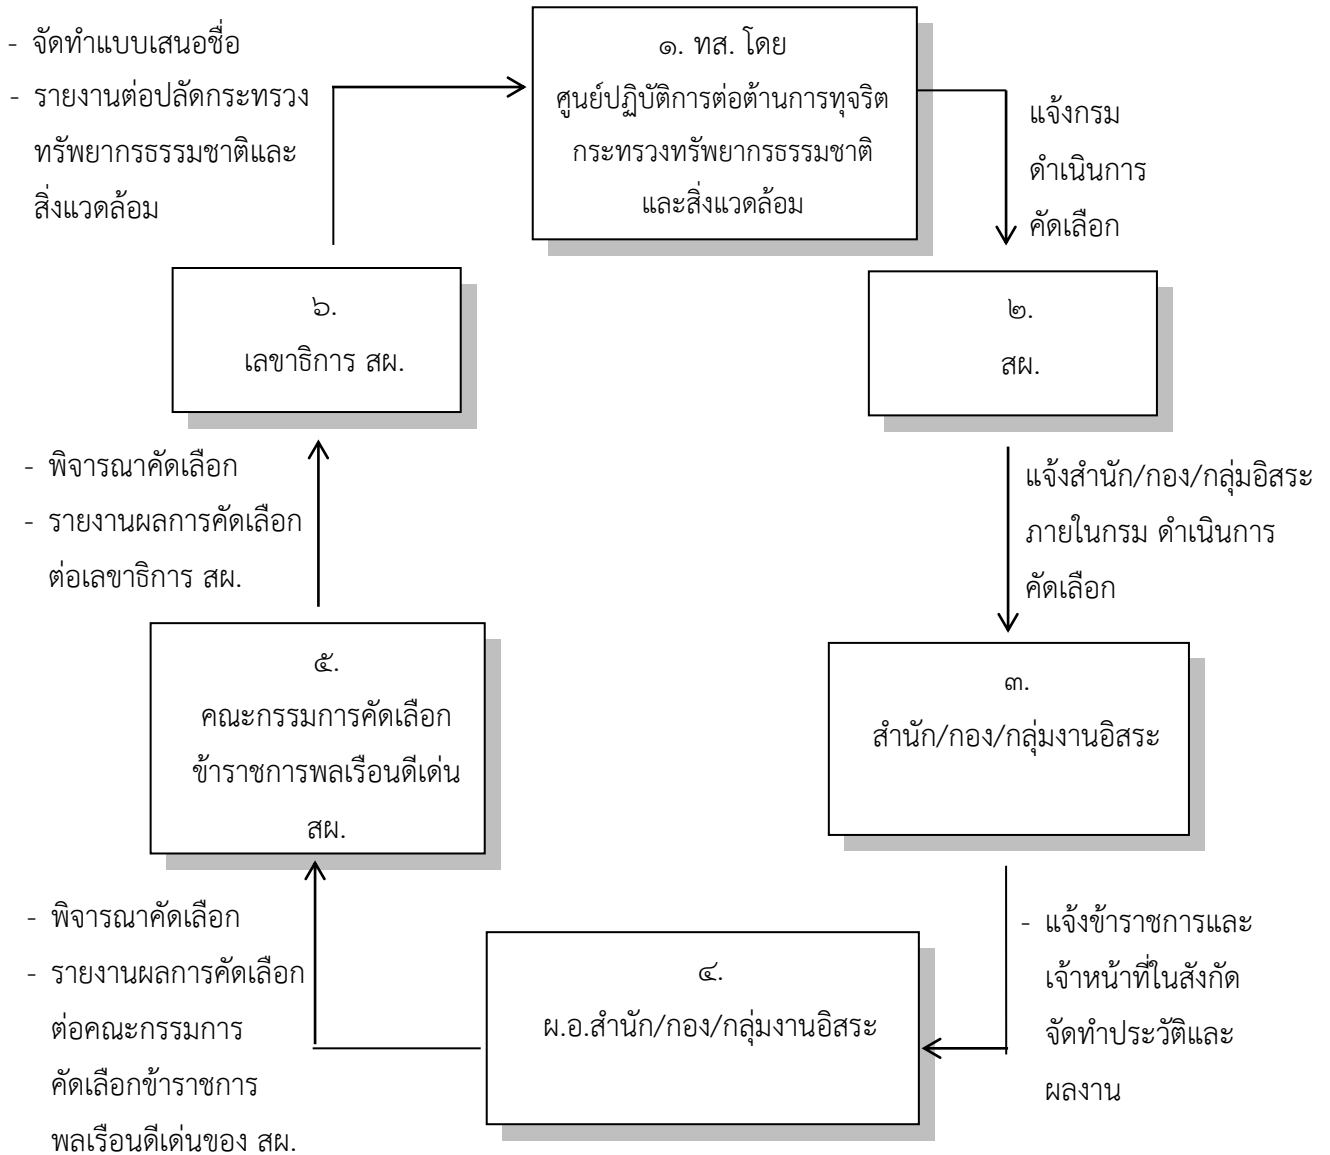 ๑. ทส. โดย
ศูนย์ปฏิบัติการต่อต้านการทุจริต
กระทรวงทรัพยากรธรรมชาติ
และสิ่งแวดล้อม
แจ้งกรม
ดำเนินการ
คัดเลือก
๒.
สผ.
แจ้งสำนัก/กอง/กลุ่มอิสระ
ภายในกรม ดำเนินการ
คัดเลือก
๓.
สำนัก/กอง/กลุ่มงานอิสระ
- แจ้งข้าราชการและ
เจ้าหน้าที่ในสังกัด
จัดทำประวัติและ
ผลงาน
๔.
ผ.อ.สำนัก/กอง/กลุ่มงานอิสระ
- พิจารณาคัดเลือก
- รายงานผลการคัดเลือก
ต่อคณะกรรมการ
คัดเลือกข้าราชการ
พลเรือนดีเด่นของ สผ.
๕.
คณะกรรมการคัดเลือก
ข้าราชการพลเรือนดีเด่น
สผ.
- พิจารณาคัดเลือก
- รายงานผลการคัดเลือก
ต่อเลขาธิการ สผ.
๖.
เลขาธิการ สผ.
- จัดทำแบบเสนอชื่อ
- รายงานต่อปลัดกระทรวง
ทรัพยากรธรรมชาติและ
สิ่งแวดล้อม